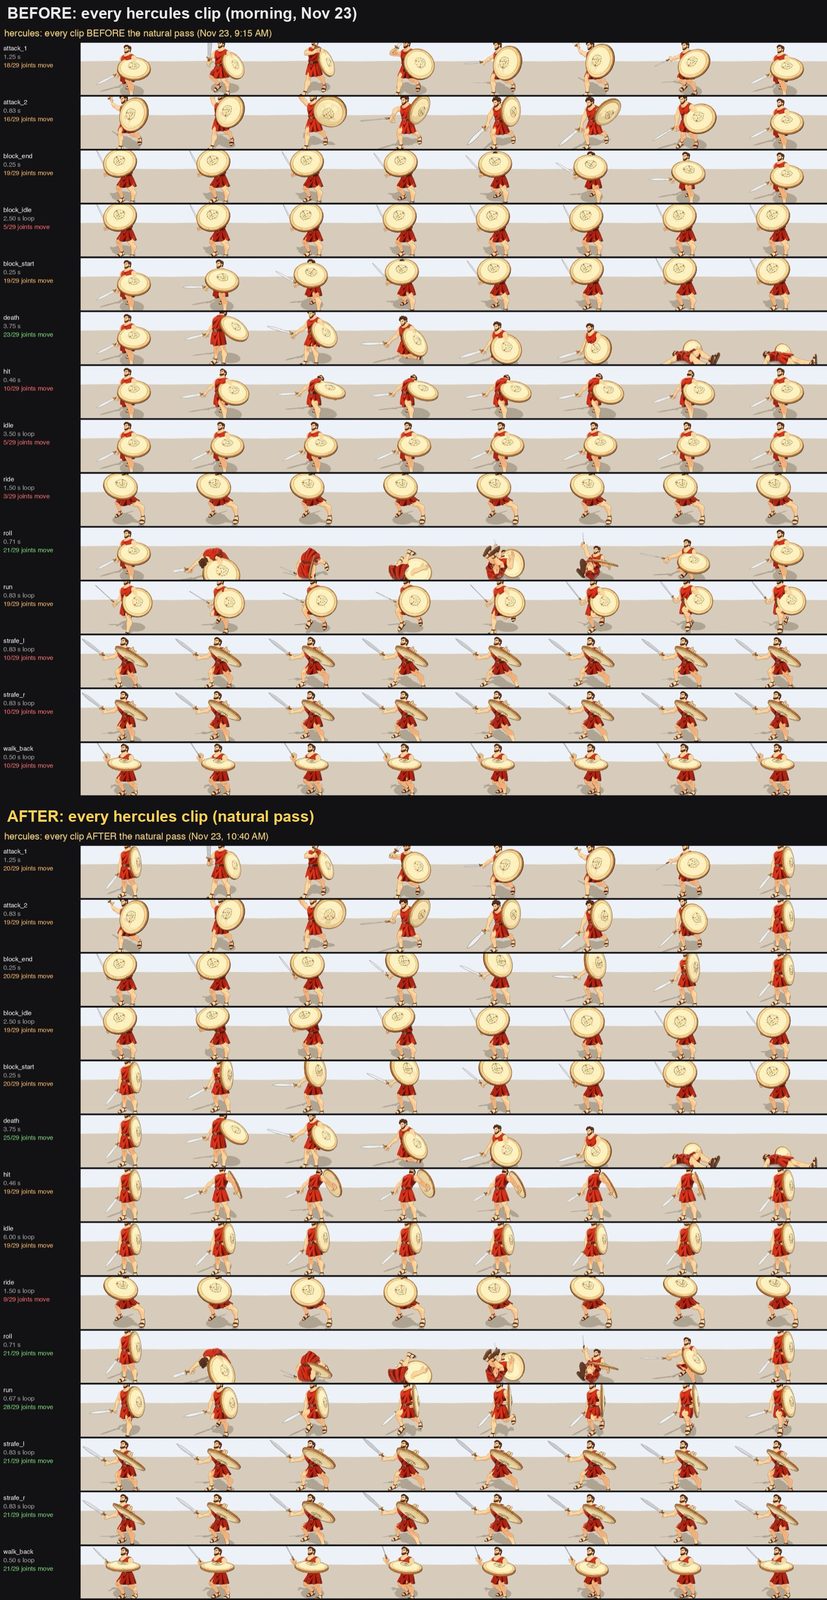 BEFORE: every hercules clip (morning, Nov 23)
hercules: every clip BEFORE the natural pass (Nov 23, 9:15 AM)
attack_1
1.25 s
18/29 joints move
attack_2
0.83 s
16/29 joints move
block_end
0.25 s
19/29 joints move
block_idle
2.50 s loop
5/29 joints move
block_start
0.25 s
19/29 joints move
death
3.75 s
23/29 joints move
hit
0.46 s
10/29 joints move
idle
3.50 s loop
5/29 joints move
ride
1.50 s loop
3/29 joints move
roll
0.71 s
21/29 joints move
run
0.83 s loop
19/29 joints move
strafe_l
0.83 s loop
10/29 joints move
strafe_r
0.83 s loop
10/29 joints move
walk_back
0.50 s loop
10/29 joints move
AFTER: every hercules clip (natural pass)
hercules: every clip AFTER the natural pass (Nov 23, 10:40 AM)
attack_1
1.25 s
20/29 joints move
attack_2
0.83 s
19/29 joints move
block_end
0.25 s
20/29 joints move
block_idle
2.50 s loop
19/29 joints move
block_start
0.25 s
20/29 joints move
death
3.75 s
25/29 joints move
hit
0.46 s
19/29 joints move
idle
6.00 s loop
19/29 joints move
ride
1.50 s loop
9/29 joints move
roll
0.71 s
21/29 joints move
run
0.67 s loop
28/29 joints move
strafe_l
0.83 s loop
21/29 joints move
strafe_r
0.83 s loop
21/29 joints move
walk_back
0.50 s loop
21/29 joints move